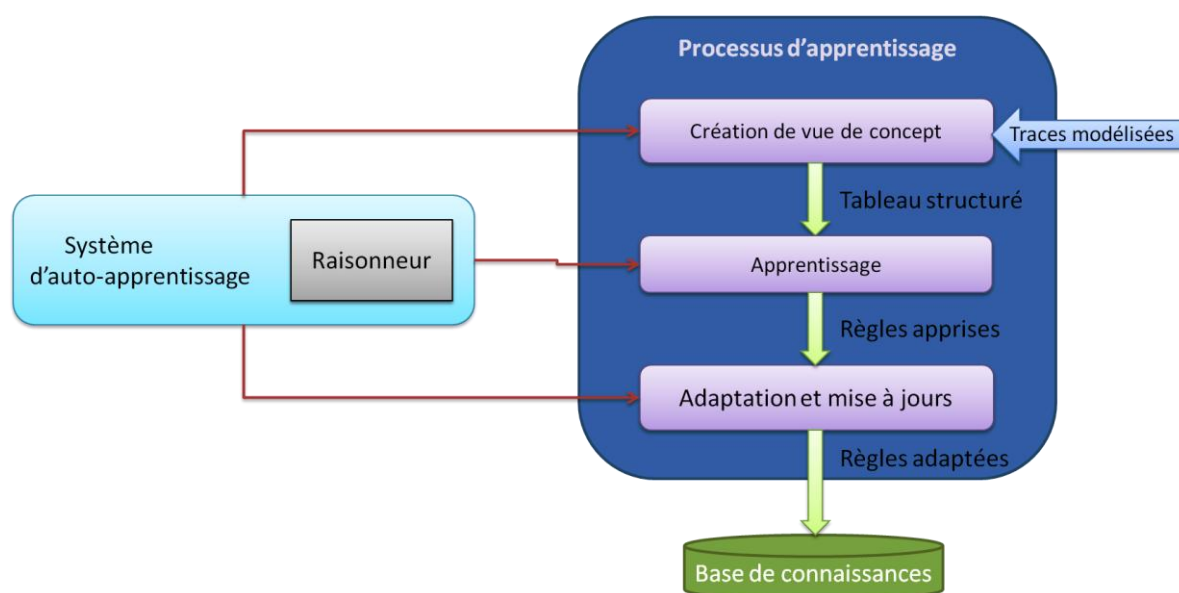 Processus d’apprentissage
Création de vue de concept
Traces modélisées
Tableau structuré
Système
d’auto-apprentissage
Raisonneur
Apprentissage
Règles apprises
Adaptation et mise à jours
Règles adaptées
Base de connaissances